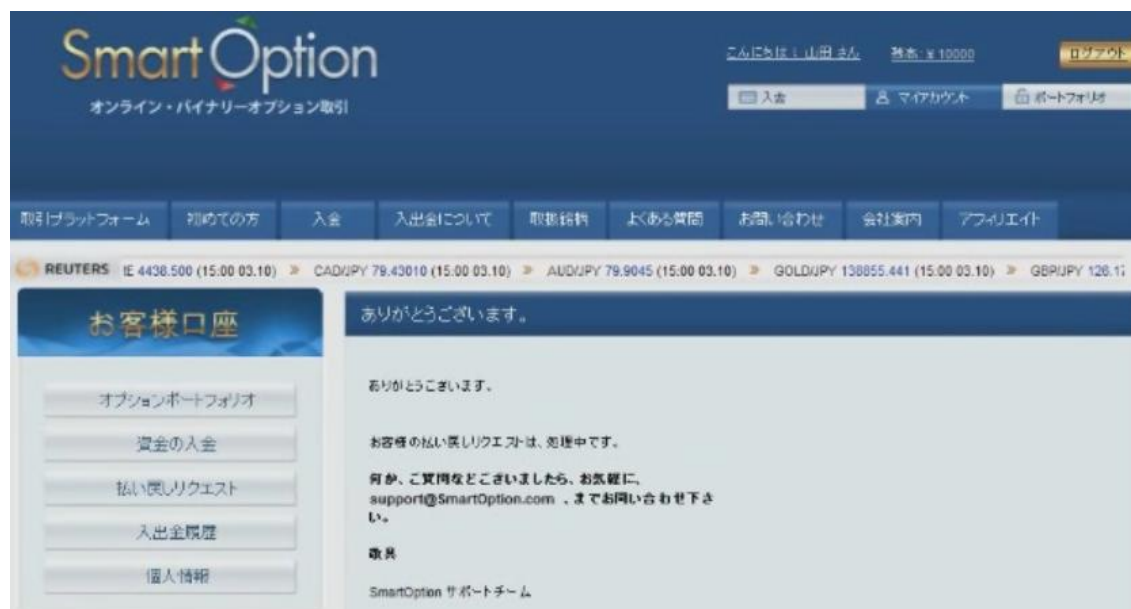 SmartOption
オンライン・バイナリーオプション取引
こんにちは ! 山田 さん 残高: ¥ 10000 ログアウト
入金 マイアカウント ポートフォリオ
取引プラットフォーム 初めての方 入金 入出金について 取扱銘柄 よくある質問 お問い合わせ 会社案内 アフィリエイト
REUTERS 4438.500 (15:00 03.10) CAD/JPY 79.43010 (15:00 03.10) AUD/JPY 79.9045 (15:00 03.10) GOLD/JPY 138855.441 (15:00 03.10) GBP/JPY 126.17
お客様口座
オプションポートフォリオ
資金の入金
払い戻しリクエスト
入出金履歴
個人情報
ありがとうございます。
ありがとうございます。
お客様の払い戻しリクエストは、処理中です。
何か、ご質問などございましたら、お気軽に、
support@SmartOption.com 、までお問い合わせ下さ
い。
敬具
SmartOption サポートチーム